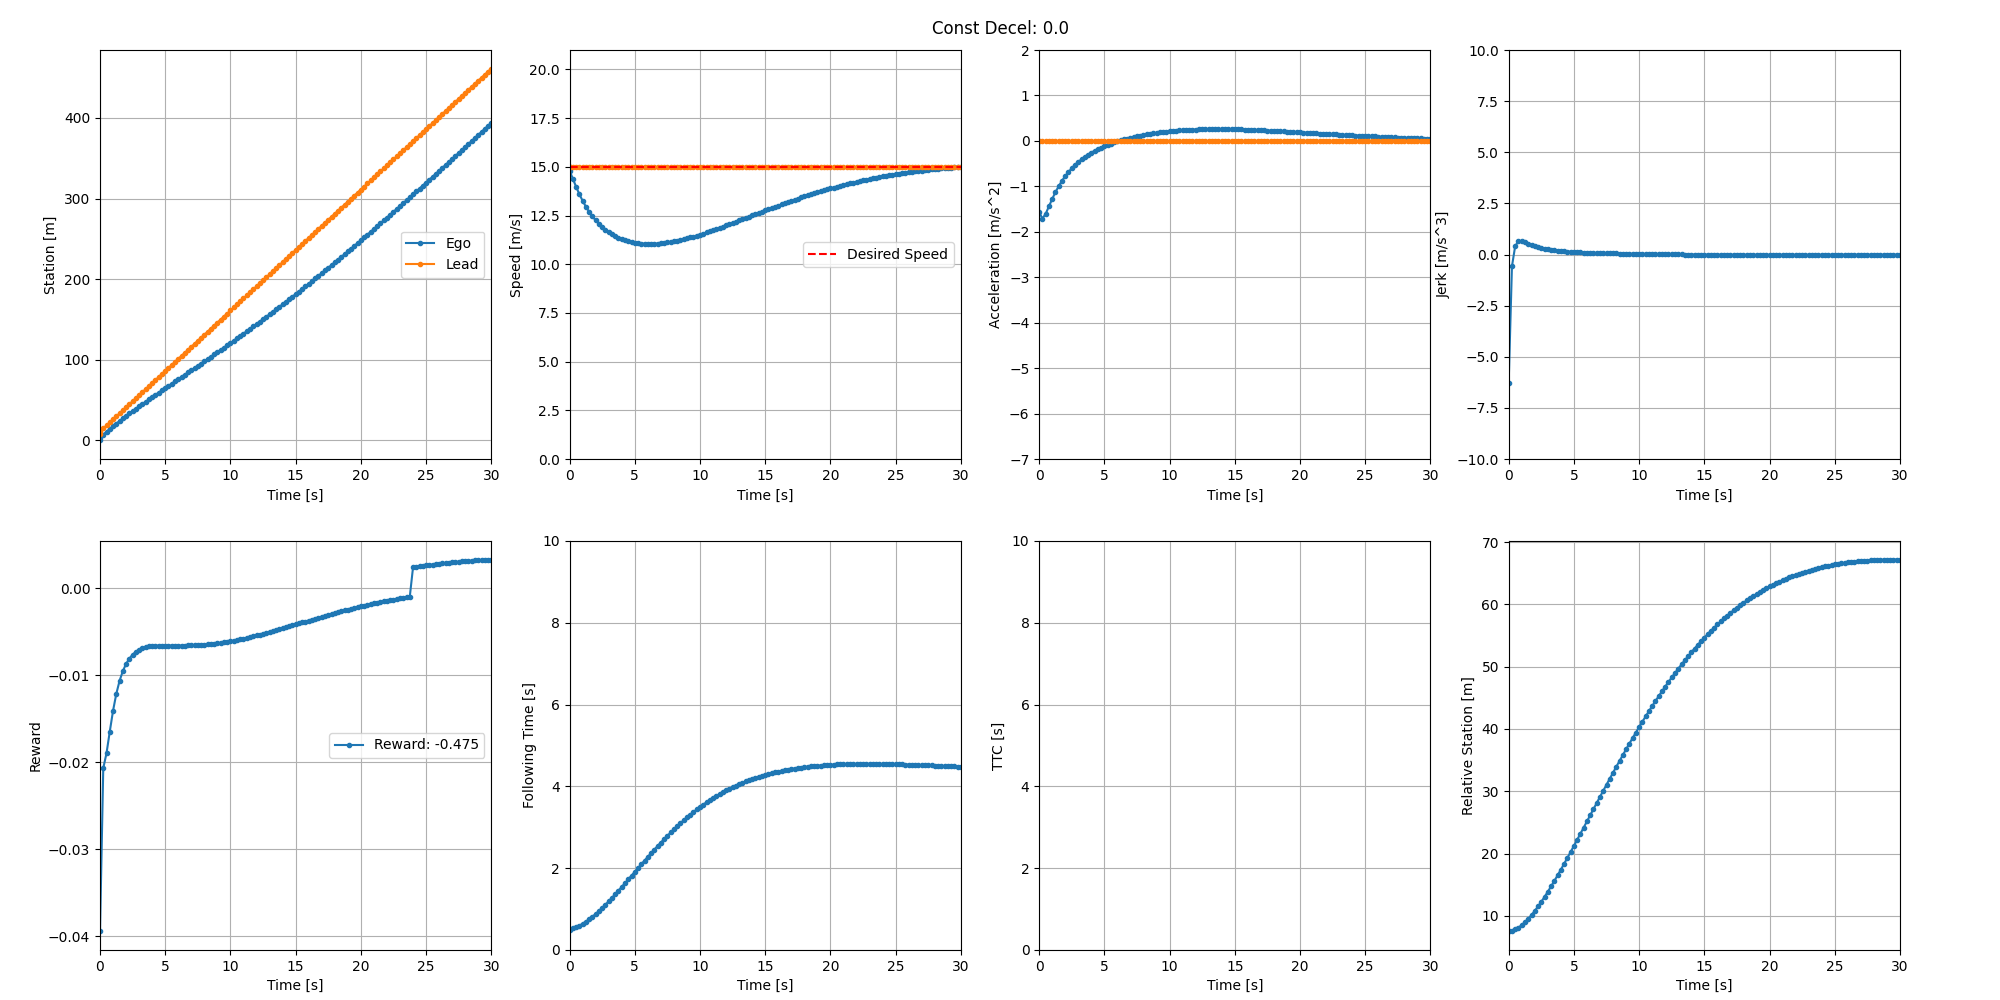 Const Decel: 0.0
Station [m]
400
300
200
100
0
Ego
Lead
0 5 10 15 20 25 30
Time [s]
Speed [m/s]
20.0
17.5
15.0
12.5
10.0
7.5
5.0
2.5
0.0
Desired Speed
0 5 10 15 20 25 30
Time [s]
Acceleration [m/s^2]
2
1
0
−1
−2
−3
−4
−5
−6
−7
0 5 10 15 20 25 30
Time [s]
Jerk [m/s^3]
10.0
7.5
5.0
2.5
0.0
−2.5
−5.0
−7.5
−10.0
0 5 10 15 20 25 30
Time [s]
Reward
0.00
−0.01
−0.02
−0.03
−0.04
Reward: -0.475
0 5 10 15 20 25 30
Time [s]
Following Time [s]
10
8
6
4
2
0
0 5 10 15 20 25 30
Time [s]
TTC [s]
10
8
6
4
2
0
0 5 10 15 20 25 30
Time [s]
Relative Station [m]
70
60
50
40
30
20
10
0 5 10 15 20 25 30
Time [s]